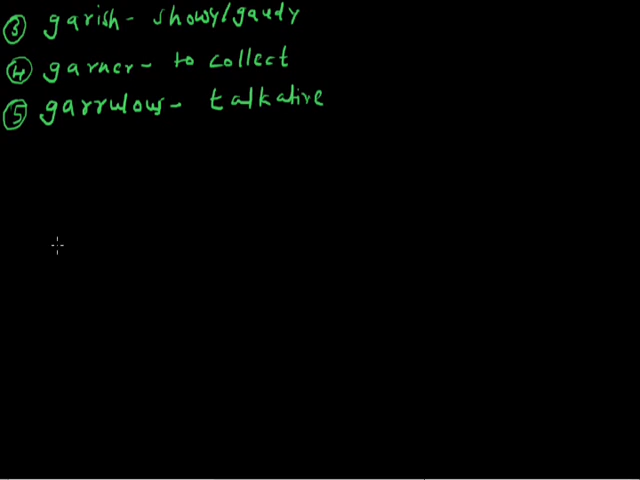 ③ garish - showy/gaudy
④ garner - to collect
⑤ garrulous - talkative